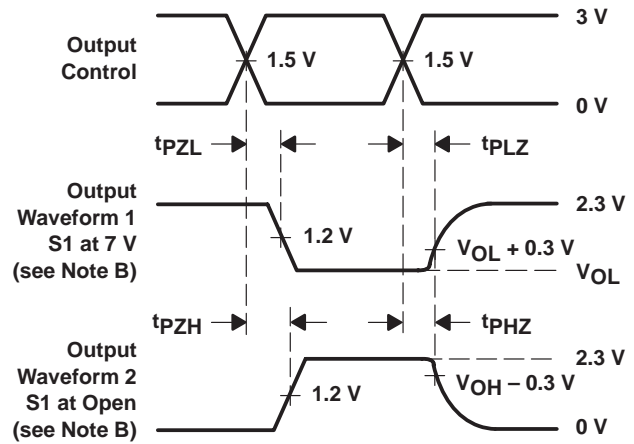 3 V
Output
Control
1.5 V
1.5 V
0 V
tPZL
tPLZ
Output
Waveform 1
S1 at 7 V
(see Note B)
2.3 V
1.2 V
VOL + 0.3 V
VOL
tPZH
tPHZ
Output
Waveform 2
S1 at Open
(see Note B)
2.3 V
1.2 V
VOH – 0.3 V
0 V